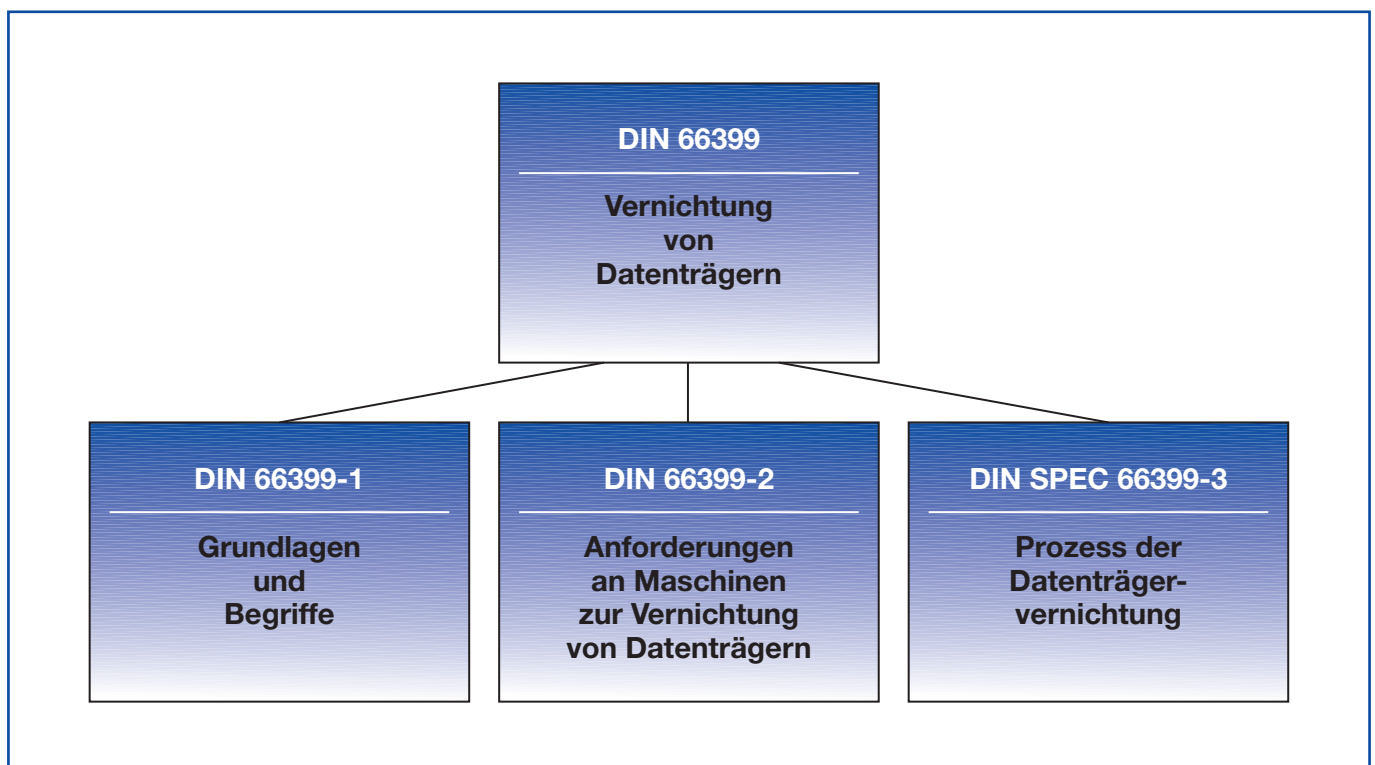 DIN 66399
Vernichtung
von
Datenträgern
DIN 66399-1
Grundlagen
und
Begriffe
DIN 66399-2
Anforderungen
an Maschinen
zur Vernichtung
von Datenträgern
DIN SPEC 66399-3
Prozess der
Datenträger-
vernichtung